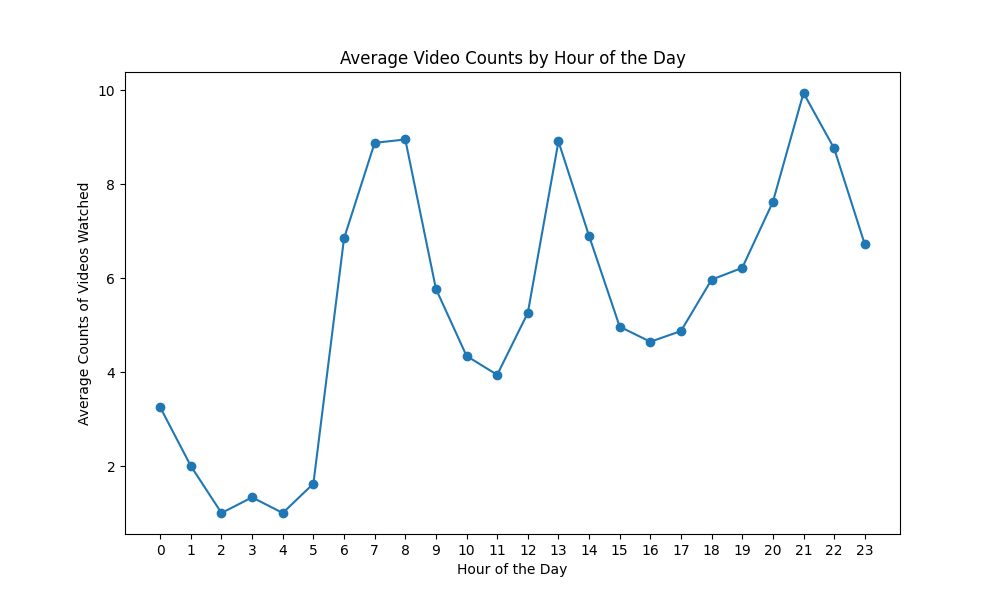 Average Video Counts by Hour of the Day
Average Counts of Videos Watched
10
8
6
4
2
0 1 2 3 4 5 6 7 8 9 10 11 12 13 14 15 16 17 18 19 20 21 22 23
Hour of the Day